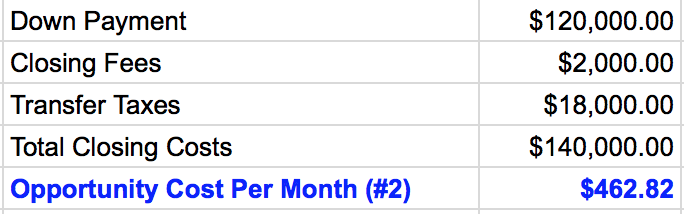 Down Payment $120,000.00
Closing Fees $2,000.00
Transfer Taxes $18,000.00
Total Closing Costs $140,000.00
Opportunity Cost Per Month (#2) $462.82